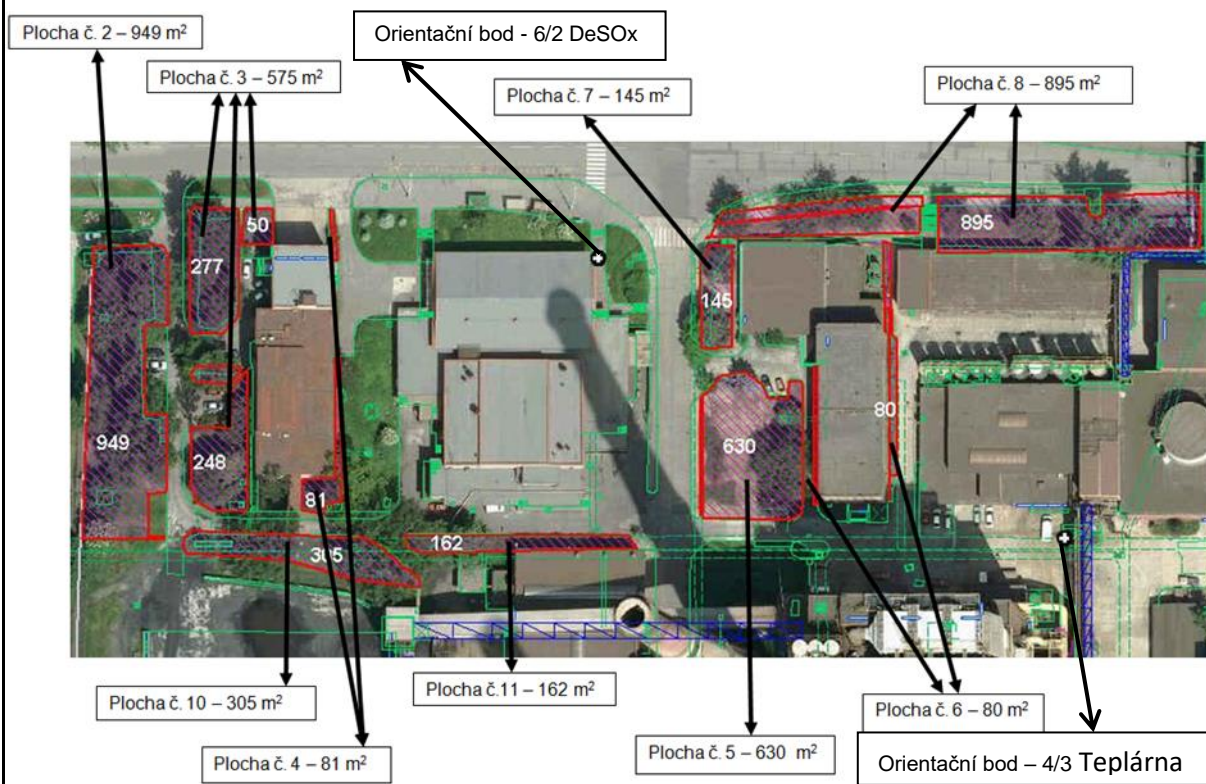 Plocha č. 2 – 949 m²
Orientační bod - 6/2 DeSOx
Plocha č. 3 – 575 m²
Plocha č. 7 – 145 m²
Plocha č. 8 – 895 m²
50
895
277
145
80
949
630
248
81
305
162
Plocha č. 10 – 305 m²
Plocha č.11 – 162 m²
Plocha č. 6 – 80 m²
Plocha č. 4 – 81 m²
Plocha č. 5 – 630 m²
Orientační bod – 4/3 Teplárna